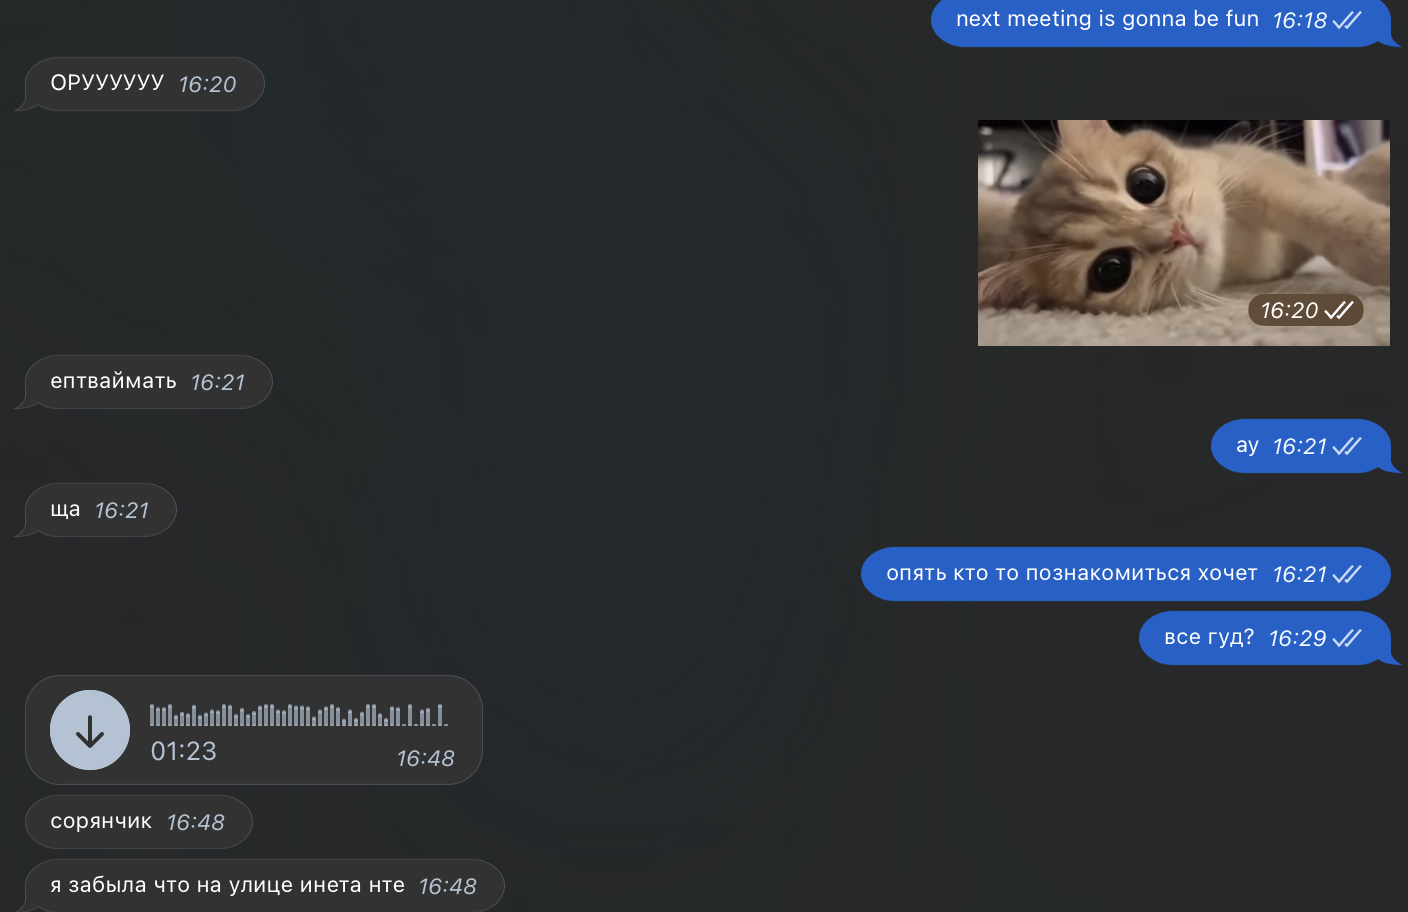 next meeting is gonna be fun 16:18
ОРУУУУУУ 16:20
16:20
ептваймать 16:21
ау 16:21
ща 16:21
опять кто то познакомиться хочет 16:21
все гуд? 16:29
01:23 16:48
сорянчик 16:48
я забыла что на улице инета нте 16:48